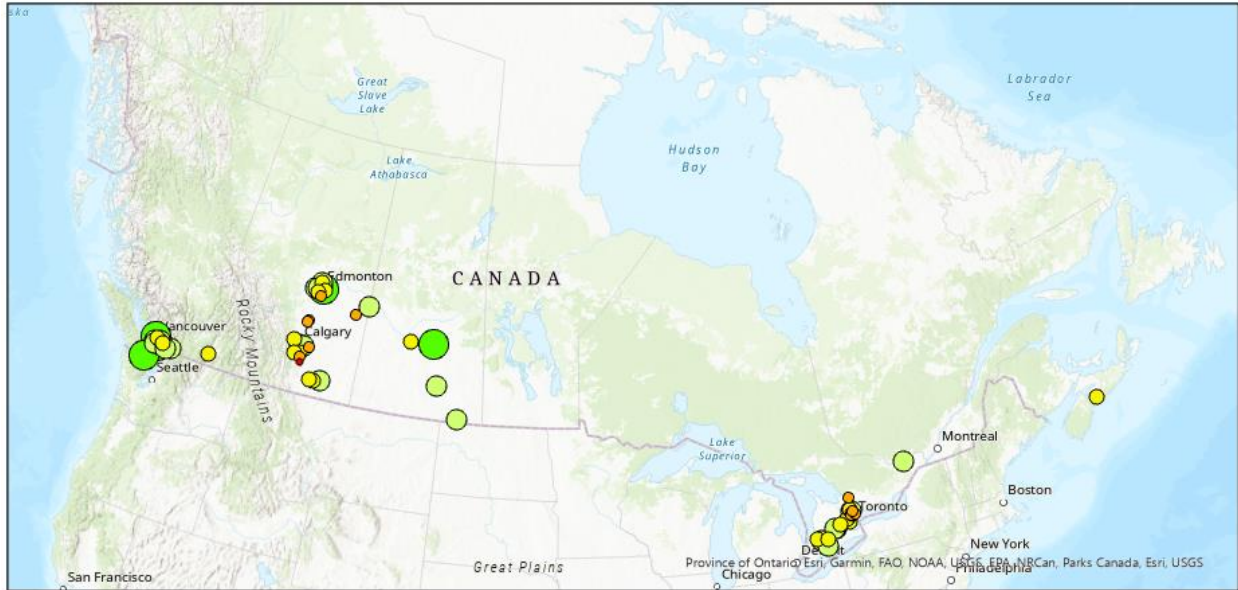 ska
Labrador
Sea
Great
Slave
Lake
Hudson
Bay
Lake
Athabasca
CANADA
Edmonton
Rocky Mountains
Vancouver
Calgary
Seattle
Lake
Superior
Montreal
Boston
Toronto
Detroit
New York
Province of Ontario, Esri, Garmin, FAO, NOAA, USGS, EPA, NRCan, Parks Canada, Esri, USGS
Great Plains
Chicago
Philadelphia
San Francisco